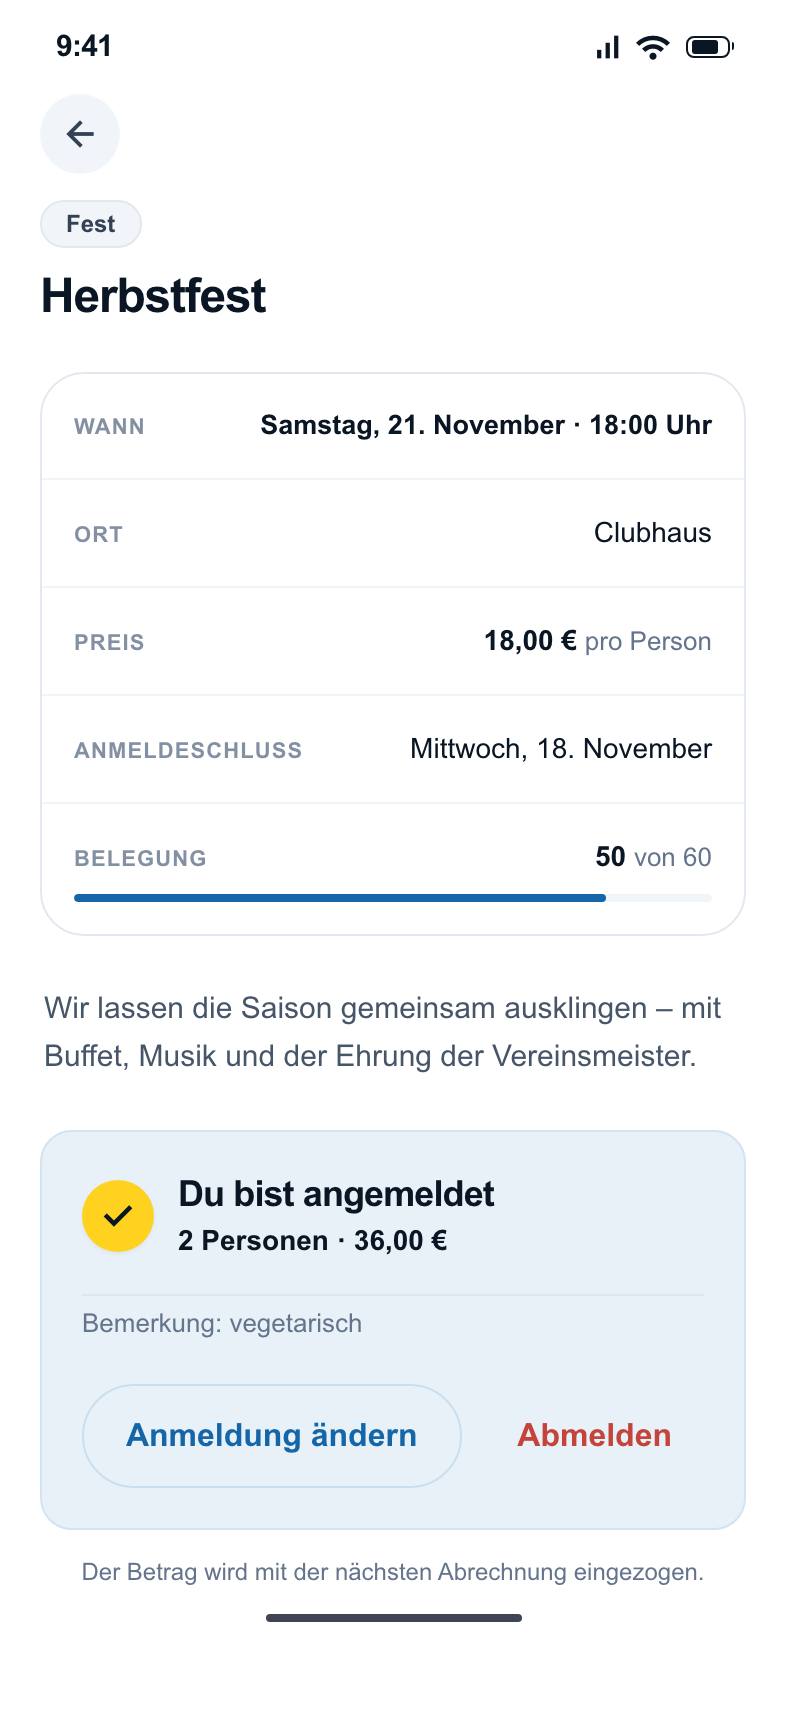 9:41
Fest
Herbstfest
WANN Samstag, 21. November · 18:00 Uhr
ORT Clubhaus
PREIS 18,00 € pro Person
ANMELDESCHLUSS Mittwoch, 18. November
BELEGUNG 50 von 60
Wir lassen die Saison gemeinsam ausklingen – mit
Buffet, Musik und der Ehrung der Vereinsmeister.
Du bist angemeldet
2 Personen · 36,00 €
Bemerkung: vegetarisch
Anmeldung ändern Abmelden
Der Betrag wird mit der nächsten Abrechnung eingezogen.